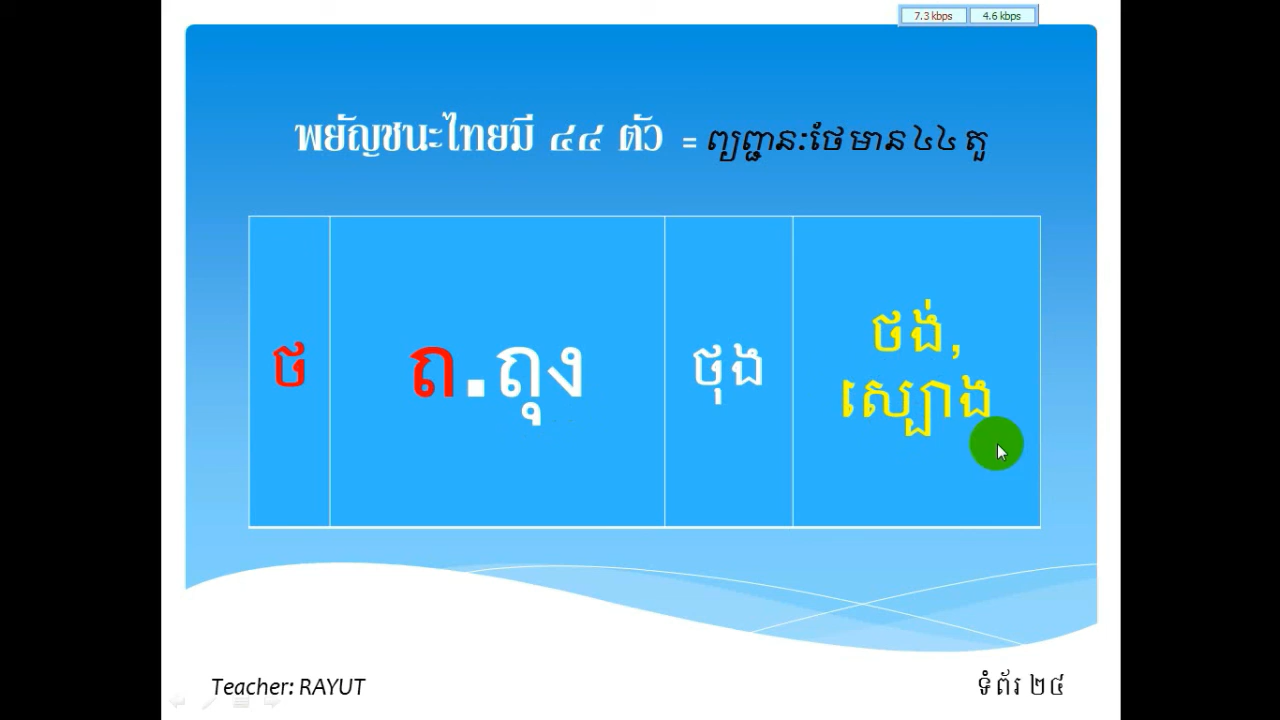 7.3 kbps 4.6 kbps
พยัญชนะไทยมี ๔๔ ตัว = ព្យព្ជានៈថៃមាន ៤៤ តួ
ថ ถ.ถุง ថុង ថង់,
ស្បោង
Teacher: RAYUT ទំព័រ ២៥